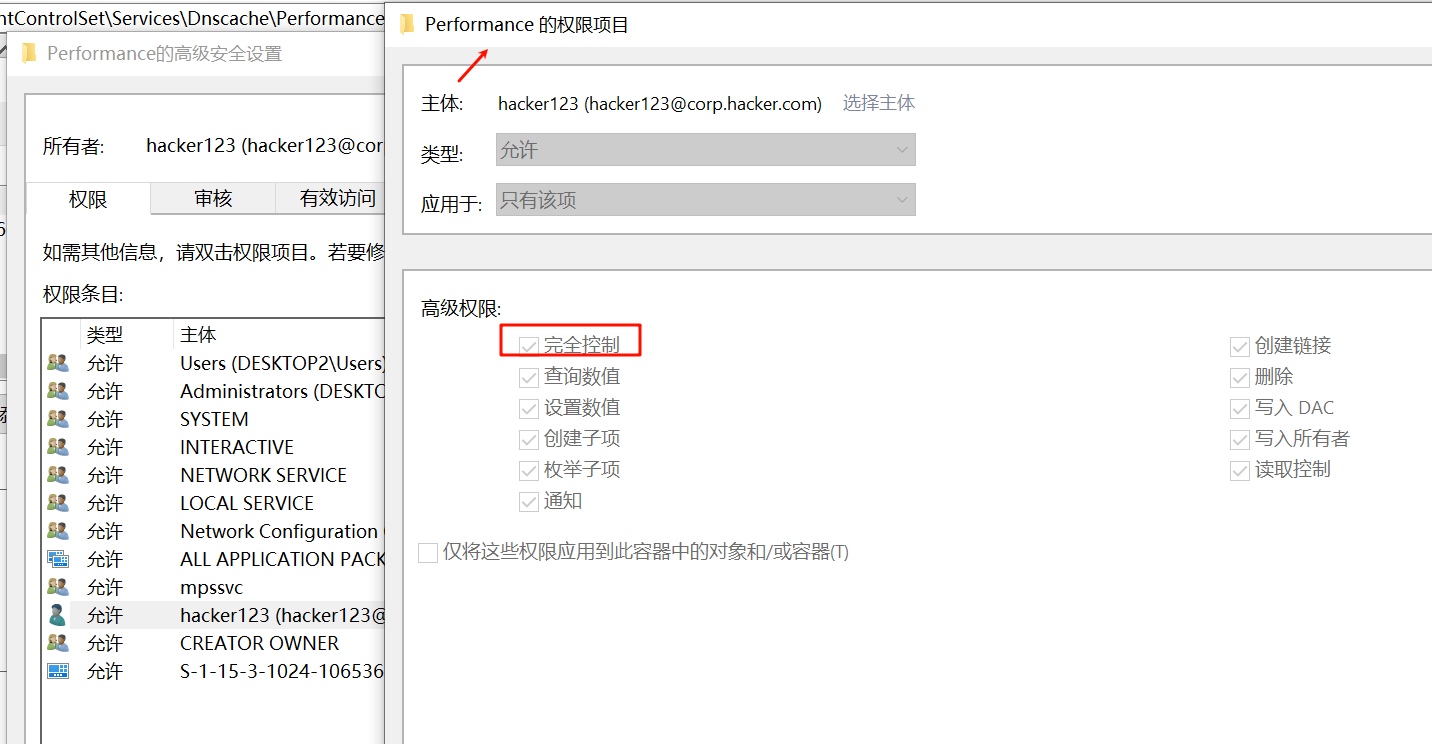 ntControlSet\Services\Dnscache\Performance
Performance的高级安全设置
所有者: hacker123 (hacker123@cor
权限 审核 有效访问
如需其他信息，请双击权限项目。若要修
权限条目:
类型 主体
允许 Users (DESKTOP2\Users)
允许 Administrators (DESKTO
允许 SYSTEM
允许 INTERACTIVE
允许 NETWORK SERVICE
允许 LOCAL SERVICE
允许 Network Configuration
允许 ALL APPLICATION PACK
允许 mpssvc
允许 hacker123 (hacker123@
允许 CREATOR OWNER
允许 S-1-15-3-1024-106536
Performance 的权限项目
主体: hacker123 (hacker123@corp.hacker.com) 选择主体
类型: 允许
应用于: 只有该项
高级权限:
完全控制 创建链接
查询数值 删除
设置数值 写入 DAC
创建子项 写入所有者
枚举子项 读取控制
通知
仅将这些权限应用到此容器中的对象和/或容器(T)